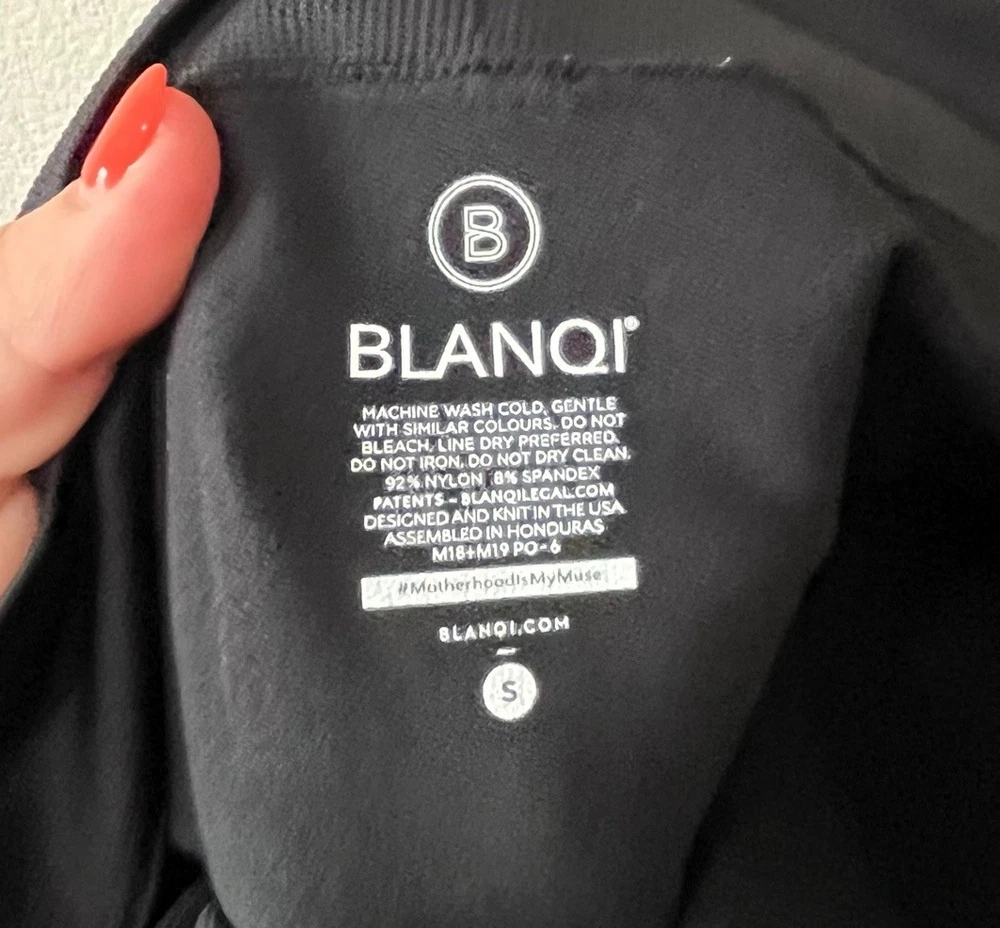 B
BLANQI®
MACHINE WASH COLD, GENTLE
WITH SIMILAR COLOURS. DO NOT
BLEACH. LINE DRY PREFERRED.
DO NOT IRON. DO NOT DRY CLEAN.
92% NYLON 8% SPANDEX
PATENTS - BLANQILEGAL.COM
DESIGNED AND KNIT IN THE USA
ASSEMBLED IN HONDURAS
M18+M19 PO-6
#MotherhoodIsMyMuse
BLANQI.COM
S